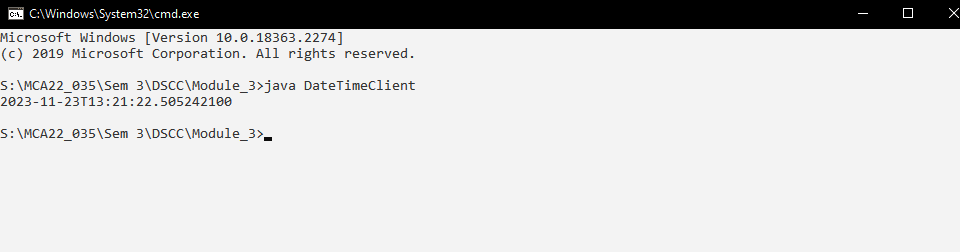 C:\Windows\System32\cmd.exe
Microsoft Windows [Version 10.0.18363.2274]
(c) 2019 Microsoft Corporation. All rights reserved.
S:\MCA22_035\Sem 3\DSCC\Module_3>java DateTimeClient
2023-11-23T13:21:22.505242100
S:\MCA22_035\Sem 3\DSCC\Module_3>